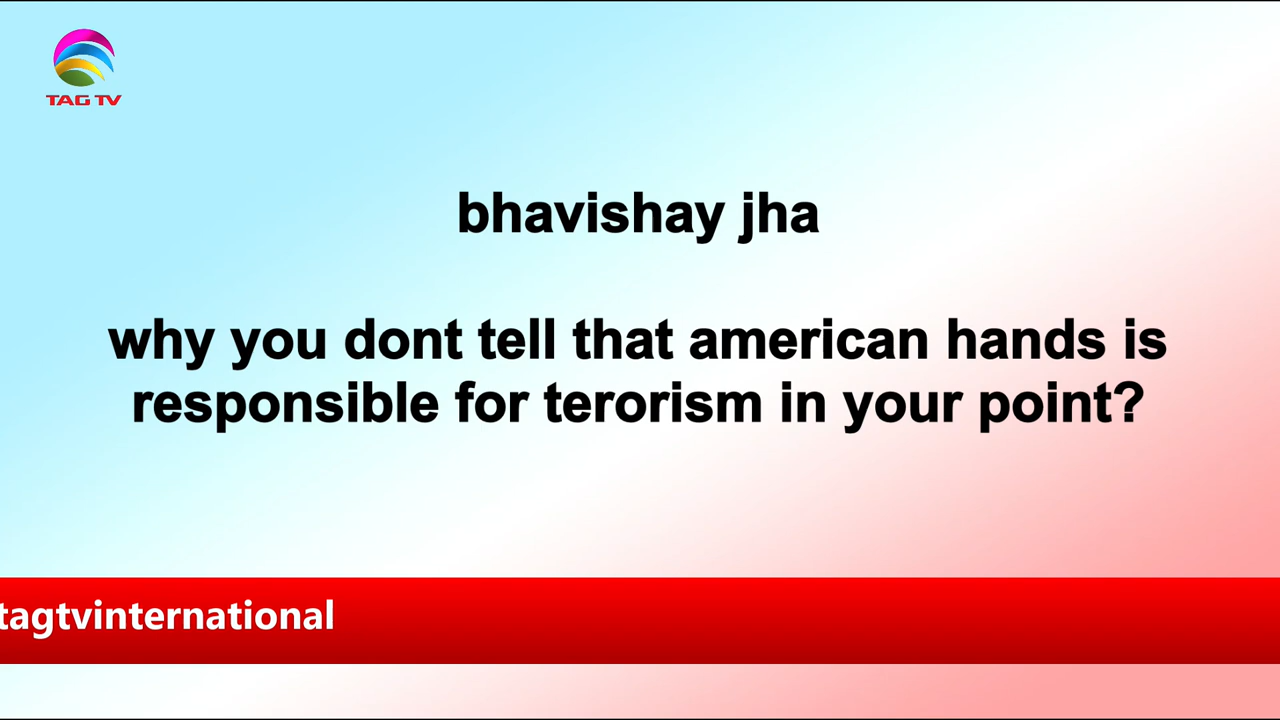 TAG TV
bhavishay jha
why you dont tell that american hands is
responsible for terorism in your point?
tagtvinternational